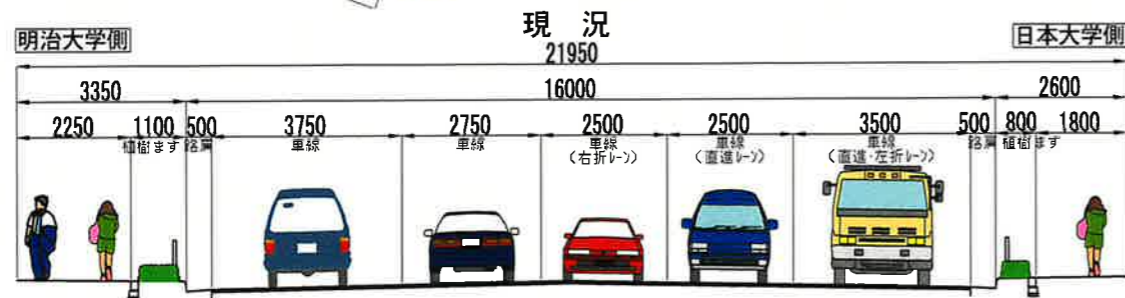 現 況
明治大学側
日本大学側
21950
3350
16000
2600
2250
1100
500
3750
2750
2500
2500
3500
500
800
1800
植樹ます
路肩
車線
車線
車線
(右折レーン)
車線
(直進レーン)
車線
(直進・左折レーン)
路肩
植樹ます